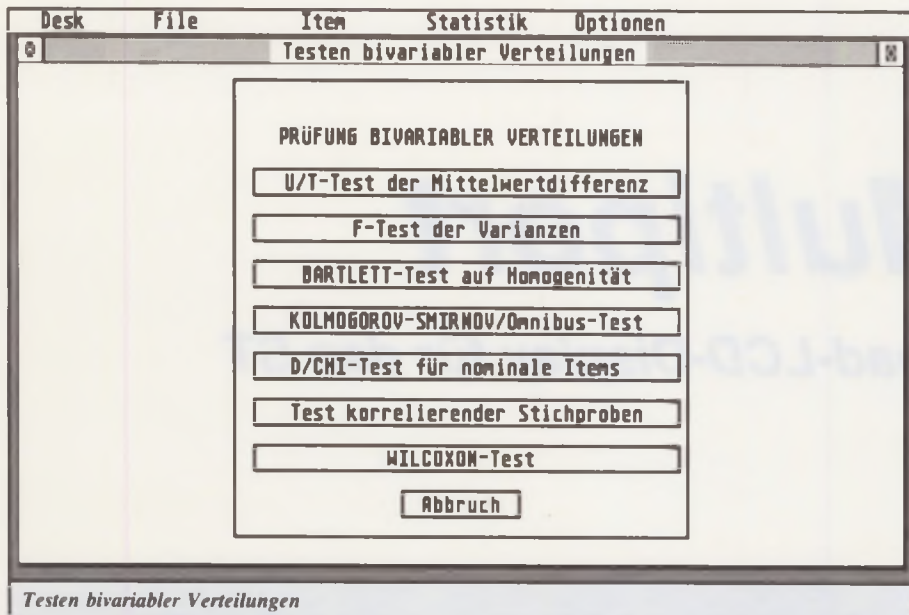 Desk File Item Statistik Optionen
Testen bivariabler Verteilungen
PRÜFUNG BIVARIABLER VERTEILUNGEN
U/T-Test der Mittelwertdifferenz
F-Test der Varianzen
BARTLETT-Test auf Homogenität
KOLMOGOROV-SMIRNOV/Omnibus-Test
D/CHI-Test für nominale Items
Test korrelierender Stichproben
WILCOXON-Test
Abbruch
Testen bivariabler Verteilungen